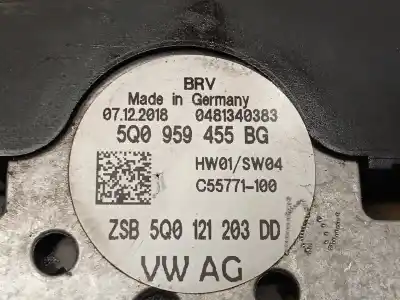 BRV
Made in Germany
07.12.2018 0481340383
5Q0 959 455 BG
HW01/SW04
C55771-100
ZSB 5Q0 121 203 DD
VW AG